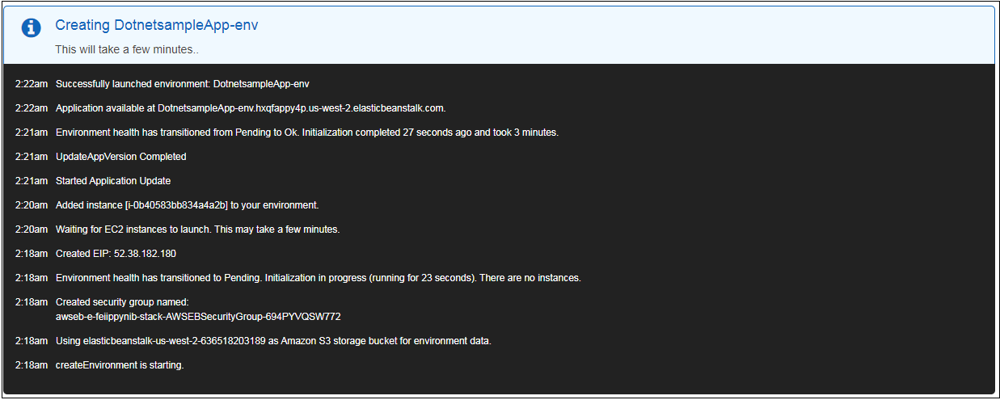 Creating DotnetsampleApp-env
This will take a few minutes..
2:22am Successfully launched environment: DotnetsampleApp-env
2:22am Application available at DotnetsampleApp-env.hxqfappy4p.us-west-2.elasticbeanstalk.com.
2:21am Environment health has transitioned from Pending to Ok. Initialization completed 27 seconds ago and took 3 minutes.
2:21am UpdateAppVersion Completed
2:21am Started Application Update
2:20am Added instance [i-0b40583bb834a4a2b] to your environment.
2:20am Waiting for EC2 instances to launch. This may take a few minutes.
2:18am Created EIP: 52.38.182.180
2:18am Environment health has transitioned to Pending. Initialization in progress (running for 23 seconds). There are no instances.
2:18am Created security group named:
awseb-e-feiippynib-stack-AWSEBSecurityGroup-694PYVQSW772
2:18am Using elasticbeanstalk-us-west-2-636518203189 as Amazon S3 storage bucket for environment data.
2:18am createEnvironment is starting.